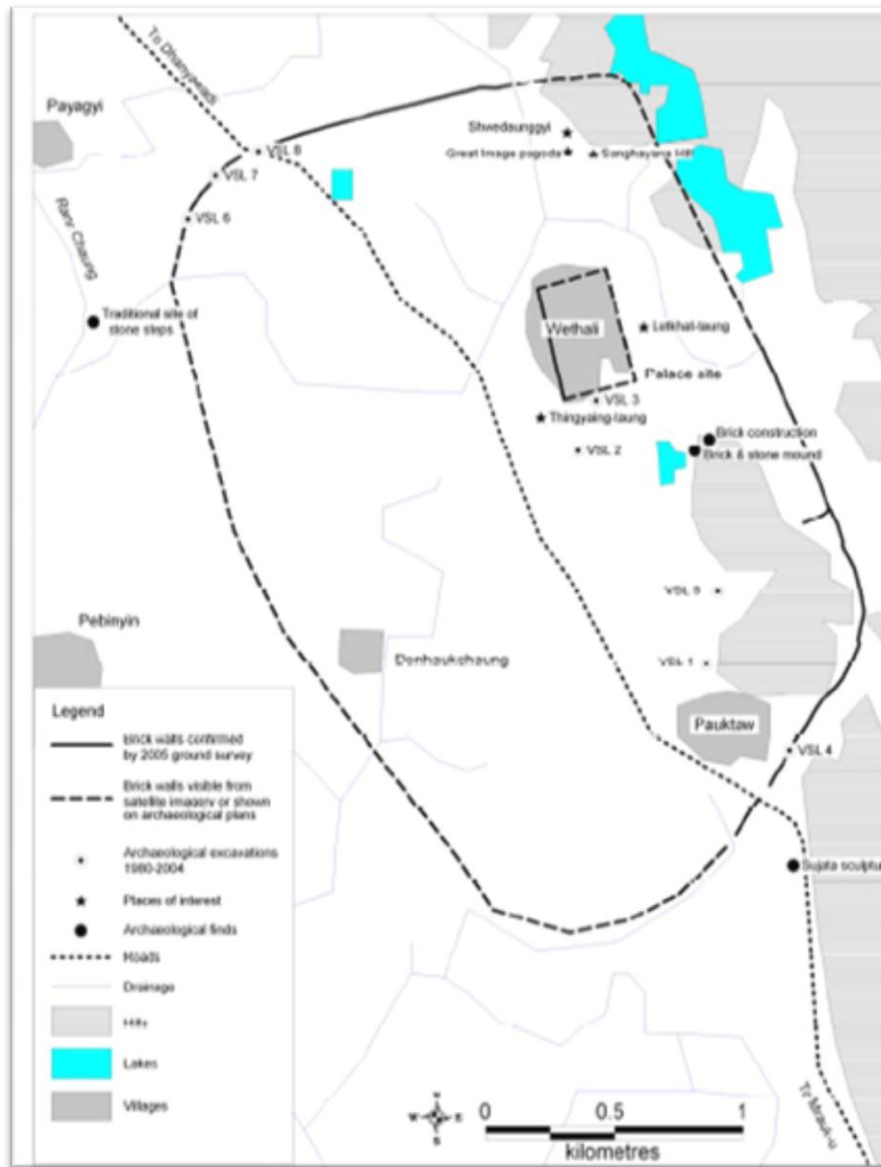 To Dhanyawadi
Payagyi
Shwedaunggyi
Great Image pagoda
Sanghayana Hill
VSL 8
VSL 7
VSL 6
Ranv Chaung
Traditional site of
stone steps
Wethali
Letkhat-taung
Palace site
VSL 3
Thingyaing-taung
VSL 2
Brick construction
Brick & stone mound
VSL
Pebinyin
Donhaukchaung
VSL 1
Pauktaw
VSL 4
Sujata sculptu
To Mrauk-u
Legend
Brick walls confirmed
by 2005 ground survey
Brick walls visible from
satellite imagery or shown
on archaeological plans
Archaeological excavations
1980-2004
Places of interest
Archaeological finds
Roads
Drainage
Hills
Lakes
Villages
N
W E
S
0 0.5 1
kilometres